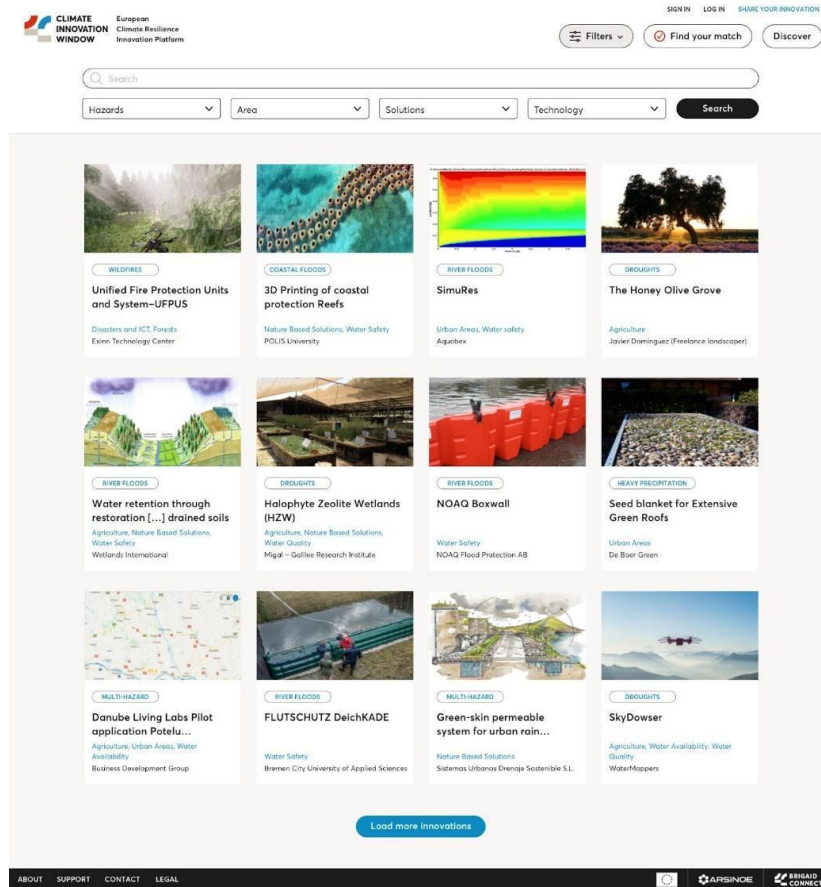 SIGN IN LOG IN SHARE YOUR INNOVATION
CLIMATE
INNOVATION
WINDOW
European
Climate Resilience
Innovation Platform
Filters
Find your match
Discover
Search
Hazards
Area
Solutions
Technology
Search
WILDFIRES
Unified Fire Protection Units
and System–UFPUS
Disasters and ICT, Forests
Exinn Technology Center
COASTAL FLOODS
3D Printing of coastal
protection Reefs
Nature Based Solutions, Water Safety
POLIS University
RIVER FLOODS
SimuRes
Urban Areas, Water safety
Aquobex
DROUGHTS
The Honey Olive Grove
Agriculture
Javier Domínguez (Freelance landscaper)
RIVER FLOODS
Water retention through
restoration [...] drained soils
Agriculture, Nature Based Solutions,
Water Safety
Wetlands International
DROUGHTS
Halophyte Zeolite Wetlands
(HZW)
Agriculture, Nature Based Solutions,
Water Quality
Migal – Galilee Research Institute
RIVER FLOODS
NOAQ Boxwall
Water Safety
NOAQ Flood Protection AB
HEAVY PRECIPITATION
Seed blanket for Extensive
Green Roofs
Urban Areas
De Boer Green
MULTI-HAZARD
Danube Living Labs Pilot
application Potelu...
Agriculture, Urban Areas, Water
Availability
Business Development Group
RIVER FLOODS
FLUTSCHUTZ DeichKADE
Water Safety
Bremen City University of Applied Sciences
MULTI-HAZARD
Green-skin permeable
system for urban rain...
Nature Based Solutions
Sistemas Urbanos Drenaje Sostenible S.L.
DROUGHTS
SkyDowser
Agriculture, Water Availability, Water
Quality
WaterMappers
Load more innovations
ABOUT SUPPORT CONTACT LEGAL
ARSINOE
BRIGAID
CONNECT